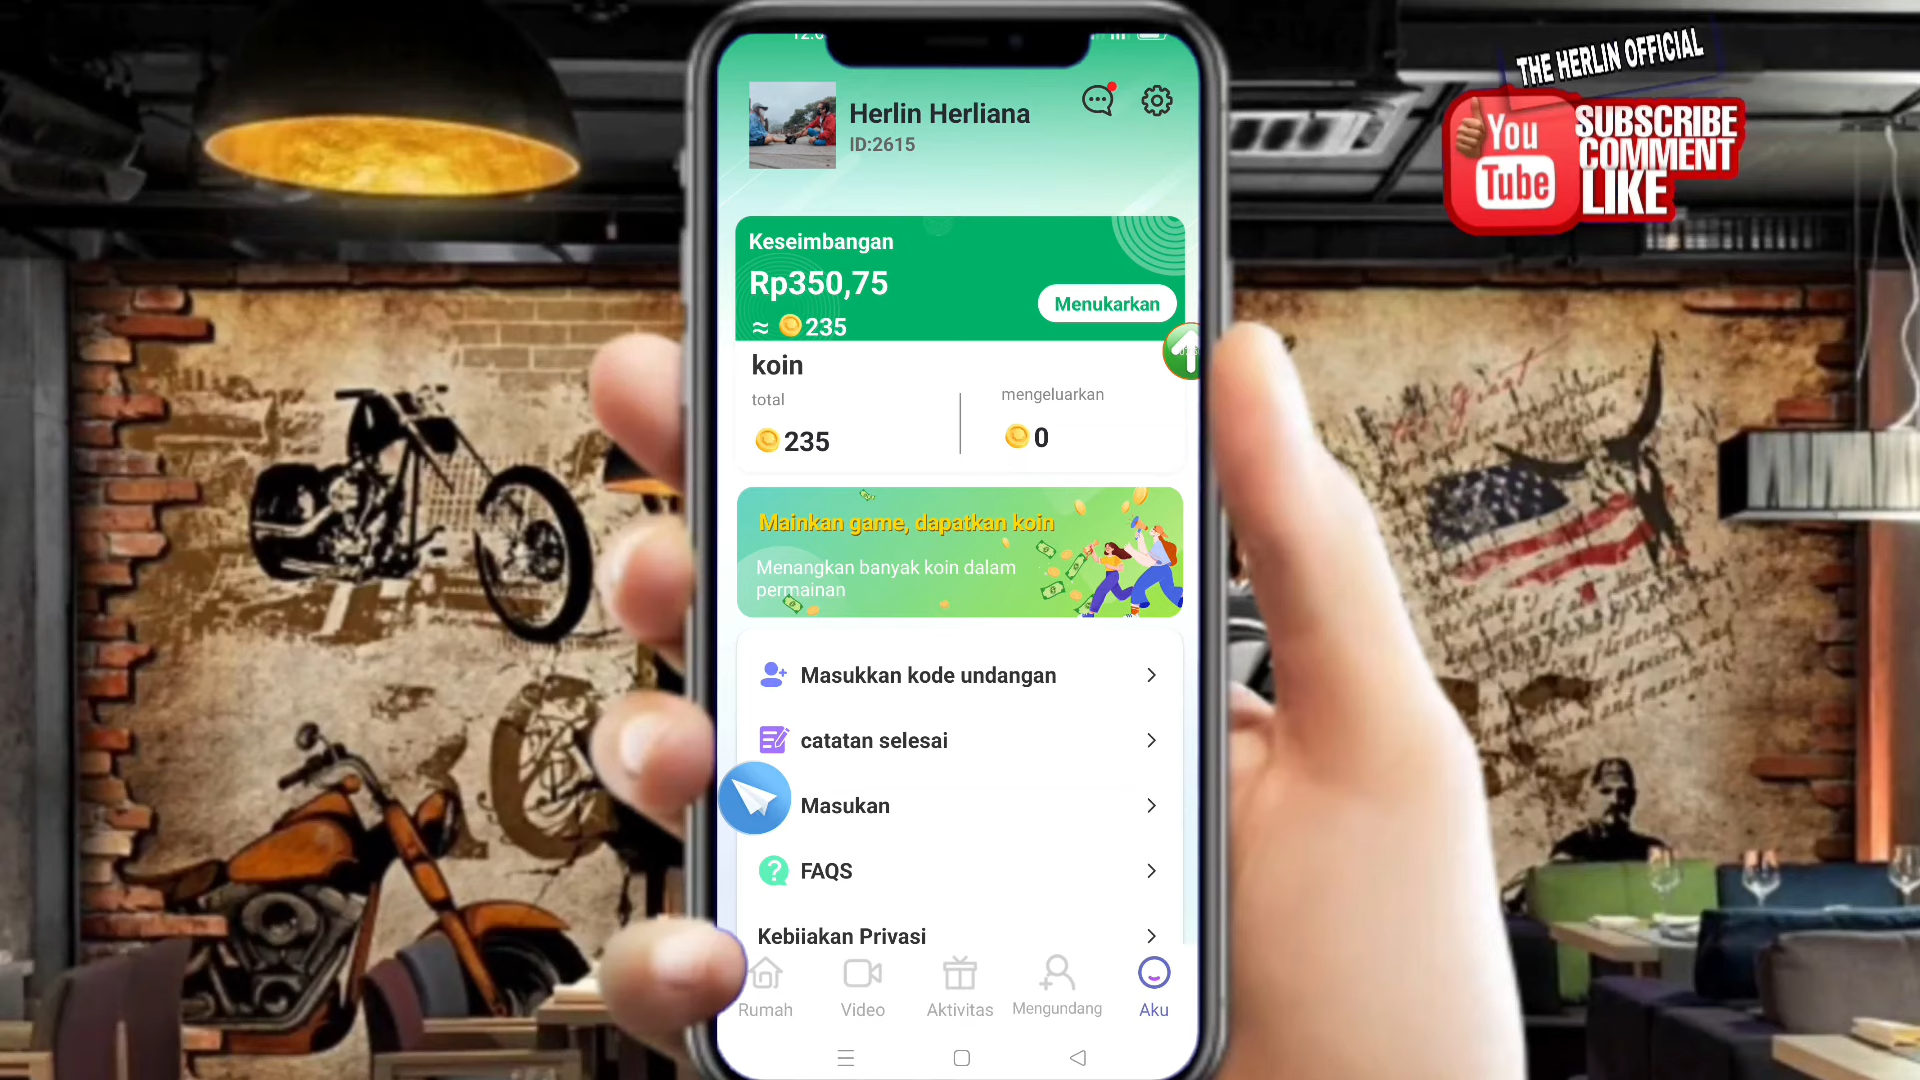 THE HERLIN OFFICIAL
You
Tube
SUBSCRIBE
COMMENT
LIKE
Herlin Herliana
ID:2615
Keseimbangan
Rp350,75
Menukarkan
≈ 235
koin
total
mengeluarkan
235
0
Mainkan game, dapatkan koin
Menangkan banyak koin dalam
permainan
Masukkan kode undangan
catatan selesai
Masukan
FAQS
Kebijakan Privasi
Rumah
Video
Aktivitas
Mengundang
Aku